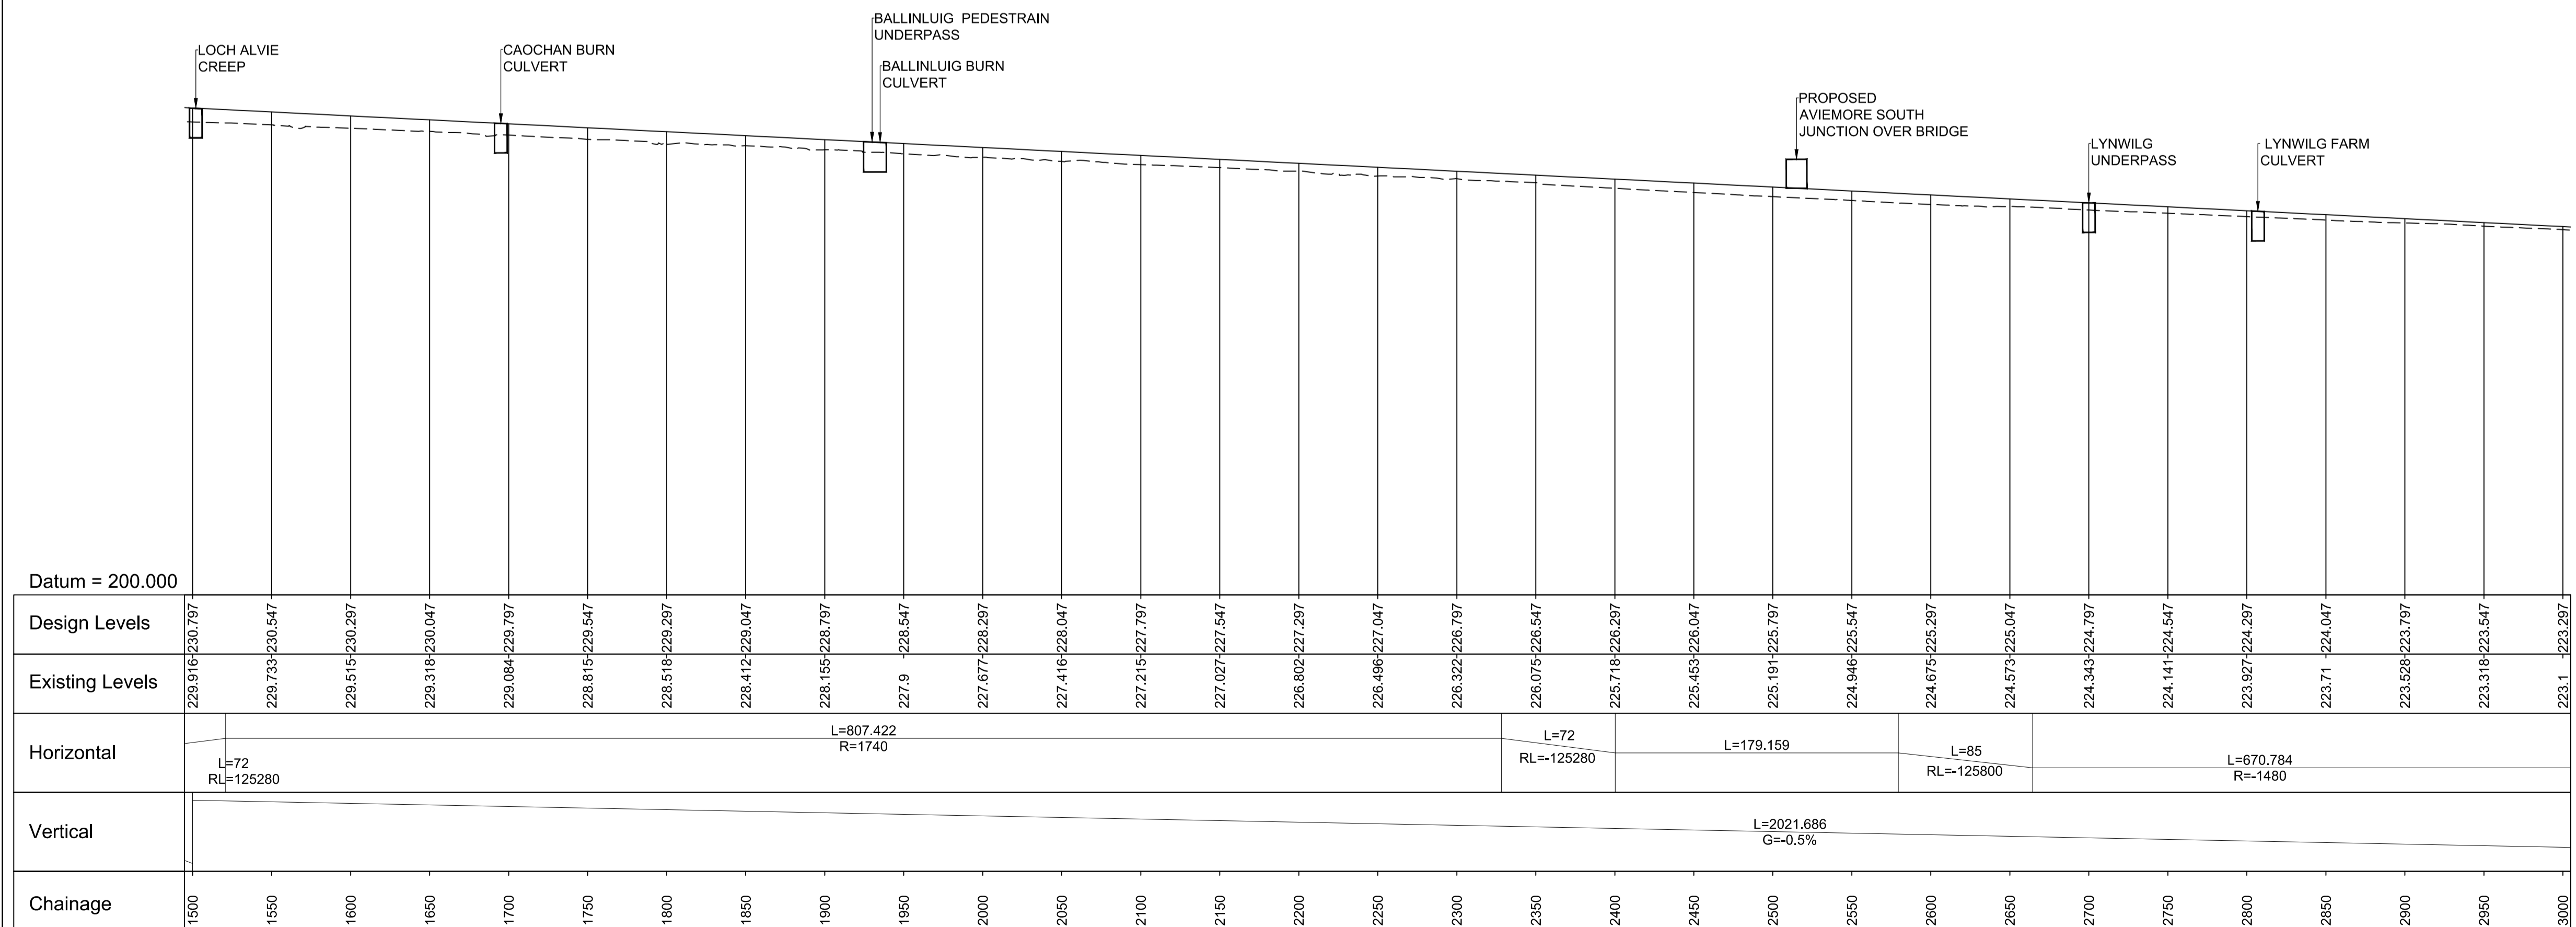 BALLINLUIG PEDESTRAIN
UNDERPASS
LOCH ALVIE
CREEP
CAOCHAN BURN
CULVERT
BALLINLUIG BURN
CULVERT
PROPOSED
AVIEMORE SOUTH
JUNCTION OVER BRIDGE
LYNWILG
UNDERPASS
LYNWILG FARM
CULVERT
Datum = 200.000
Design Levels
230.797 230.547 230.297 230.047 229.797 229.547 229.297 229.047 228.797 228.547 228.297 228.047 227.797 227.547 227.297 227.047 226.797 226.547 226.297 226.047 225.797 225.547 225.297 225.047 224.797 224.547 224.297 224.047 223.797 223.547 223.297
Existing Levels
229.916 229.733 229.515 229.318 229.084 228.815 228.518 228.412 228.155 227.9 227.677 227.416 227.215 227.027 226.802 226.496 226.322 226.075 225.718 225.453 225.191 224.946 224.675 224.573 224.343 224.141 223.927 223.71 223.528 223.318 223.1
Horizontal
L=72
RL=125280
L=807.422
R=1740
L=72
RL=-125280
L=179.159
L=85
RL=-125800
L=670.784
R=-1480
Vertical
L=2021.686
G=-0.5%
Chainage
1500 1550 1600 1650 1700 1750 1800 1850 1900 1950 2000 2050 2100 2150 2200 2250 2300 2350 2400 2450 2500 2550 2600 2650 2700 2750 2800 2850 2900 2950 3000